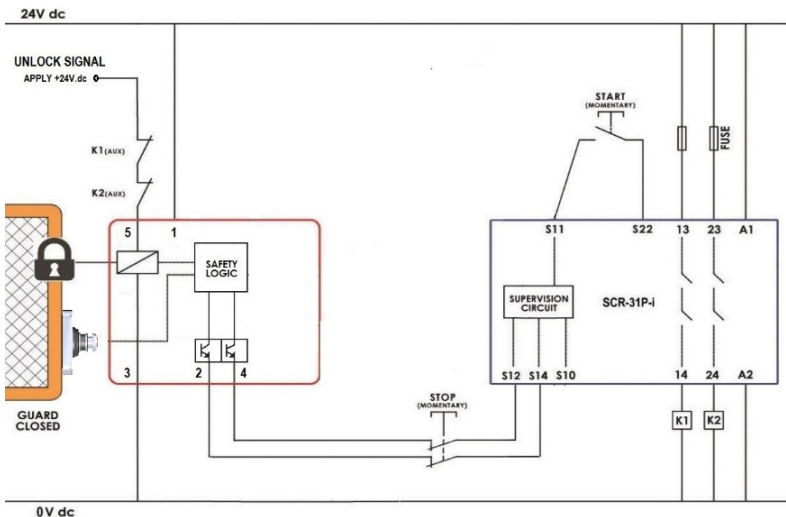 24V dc
UNLOCK SIGNAL
APPLY +24V.dc
START
(MOMENTARY)
K1(AUX)
FUSE
K2(AUX)
5 1
S11 S22 13 23 A1
SAFETY
LOGIC
SUPERVISION
CIRCUIT
SCR-31P-i
2 4
3
S12 S14 S10 14 24 A2
GUARD
CLOSED
STOP
(MOMENTARY)
K1 K2
0V dc